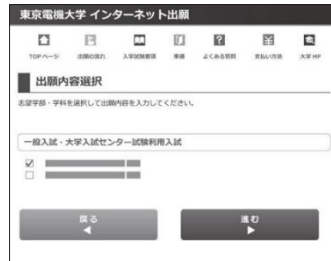 東京電機大学 インターネット出願
TOPページ 出願の流れ 入学試験要項 準備 よくある質問 支払い方法 大学HP
出願内容選択
志望学部・学科を選択して出願内容を入力してください。
一般入試・大学入試センター試験利用入試
戻る 進む